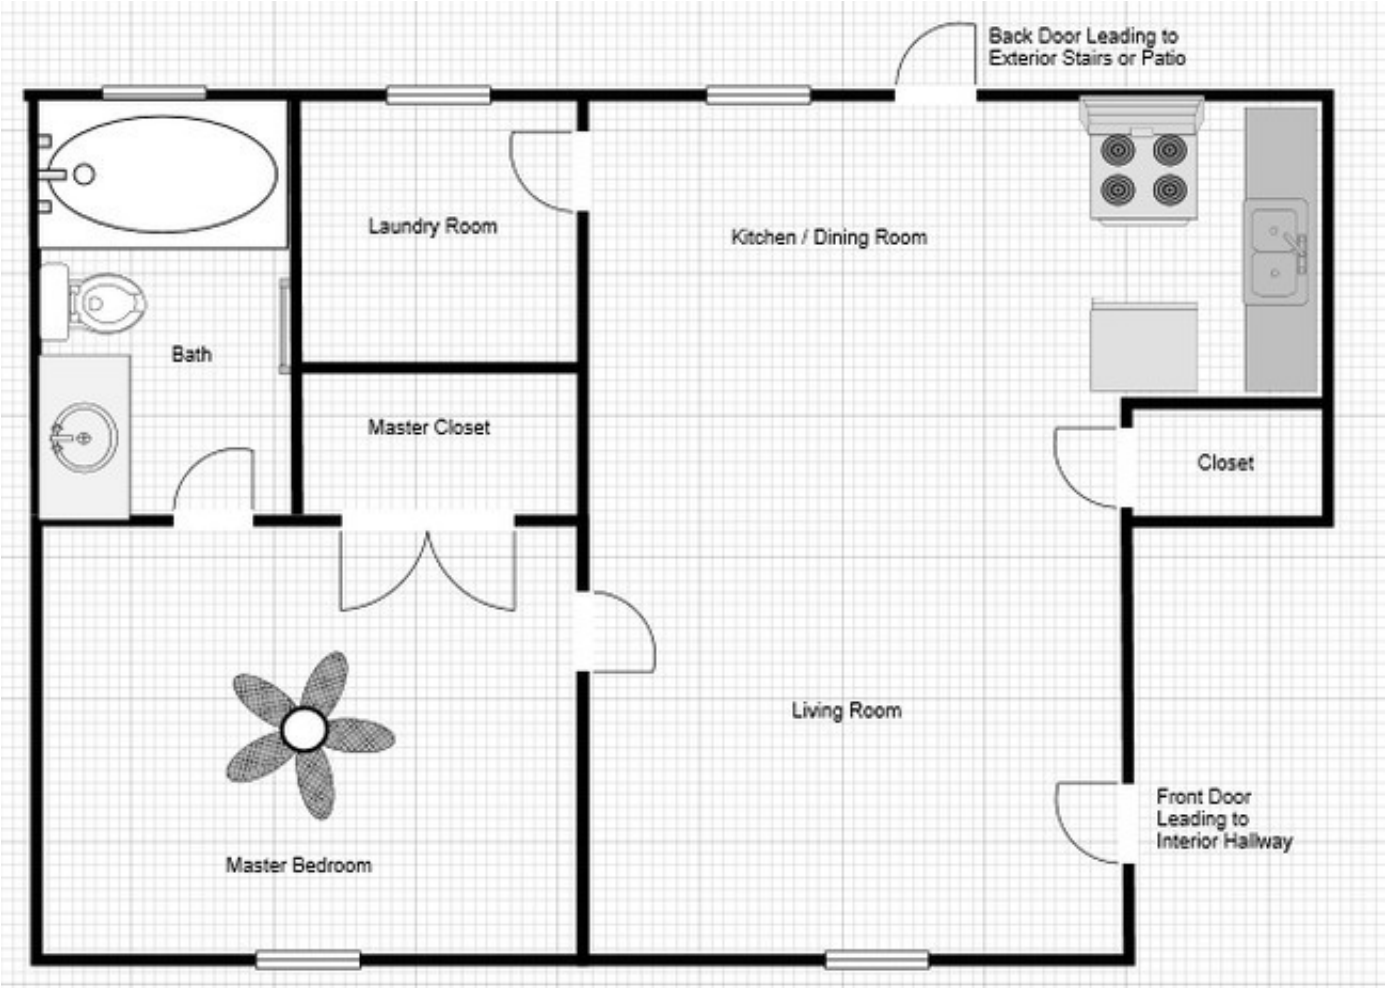 Back Door Leading to
Exterior Stairs or Patio
Laundry Room
Kitchen / Dining Room
Bath
Master Closet
Closet
Living Room
Front Door
Leading to
Interior Hallway
Master Bedroom